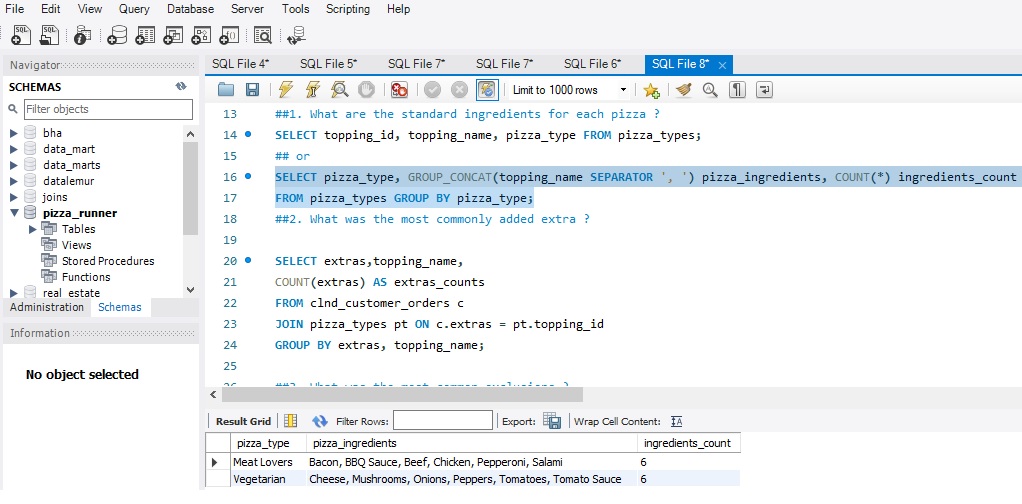 File Edit View Query Database Server Tools Scripting Help
Navigator
SCHEMAS
Filter objects
bha
data_mart
data_marts
datalemur
joins
pizza_runner
Tables
Views
Stored Procedures
Functions
real_estate
Administration Schemas
Information
No object selected
SQL File 4* SQL File 5* SQL File 7* SQL File 7* SQL File 6* SQL File 8*
Limit to 1000 rows
13 ##1. What are the standard ingredients for each pizza ?
14 SELECT topping_id, topping_name, pizza_type FROM pizza_types;
15 ## or
16 SELECT pizza_type, GROUP_CONCAT(topping_name SEPARATOR ', ') pizza_ingredients, COUNT(*) ingredients_count
17 FROM pizza_types GROUP BY pizza_type;
18 ##2. What was the most commonly added extra ?
19
20 SELECT extras,topping_name,
21 COUNT(extras) AS extras_counts
22 FROM clnd_customer_orders c
23 JOIN pizza_types pt ON c.extras = pt.topping_id
24 GROUP BY extras, topping_name;
25
26 ##3. What was the most common exclusions ?
Result Grid Filter Rows: Export: Wrap Cell Content:
pizza_type pizza_ingredients ingredients_count
Meat Lovers Bacon, BBQ Sauce, Beef, Chicken, Pepperoni, Salami 6
Vegetarian Cheese, Mushrooms, Onions, Peppers, Tomatoes, Tomato Sauce 6